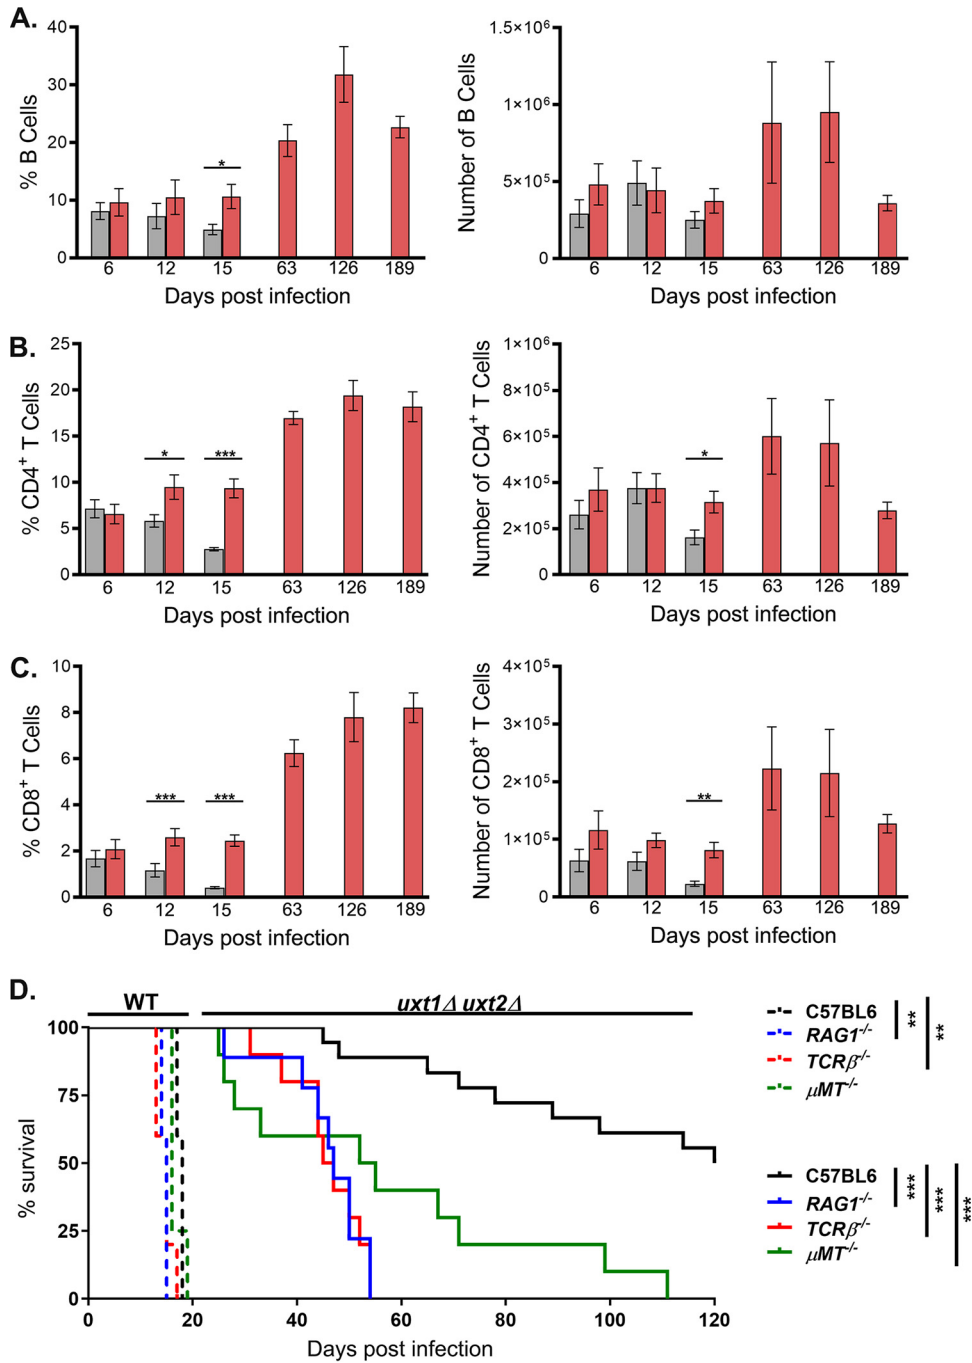 A.
% B Cells
40
30
20
10
0
*
6 12 15 63 126 189
Days post infection
Number of B Cells
1.5×10⁶
1×10⁶
5×10⁵
0
6 12 15 63 126 189
Days post infection
B.
% CD4⁺ T Cells
25
20
15
10
5
0
* ***
6 12 15 63 126 189
Days post infection
Number of CD4⁺ T Cells
1×10⁶
8×10⁵
6×10⁵
4×10⁵
2×10⁵
0
*
6 12 15 63 126 189
Days post infection
C.
% CD8⁺ T Cells
10
8
6
4
2
0
*** ***
6 12 15 63 126 189
Days post infection
Number of CD8⁺ T Cells
4×10⁵
3×10⁵
2×10⁵
1×10⁵
0
**
6 12 15 63 126 189
Days post infection
D.
WT uxt1Δ uxt2Δ
% survival
100
75
50
25
0
0 20 40 60 80 100 120
Days post infection
C57BL6
RAG1⁻/⁻
TCRβ⁻/⁻
μMT⁻/⁻
** **
C57BL6
RAG1⁻/⁻
TCRβ⁻/⁻
μMT⁻/⁻
*** *** ***